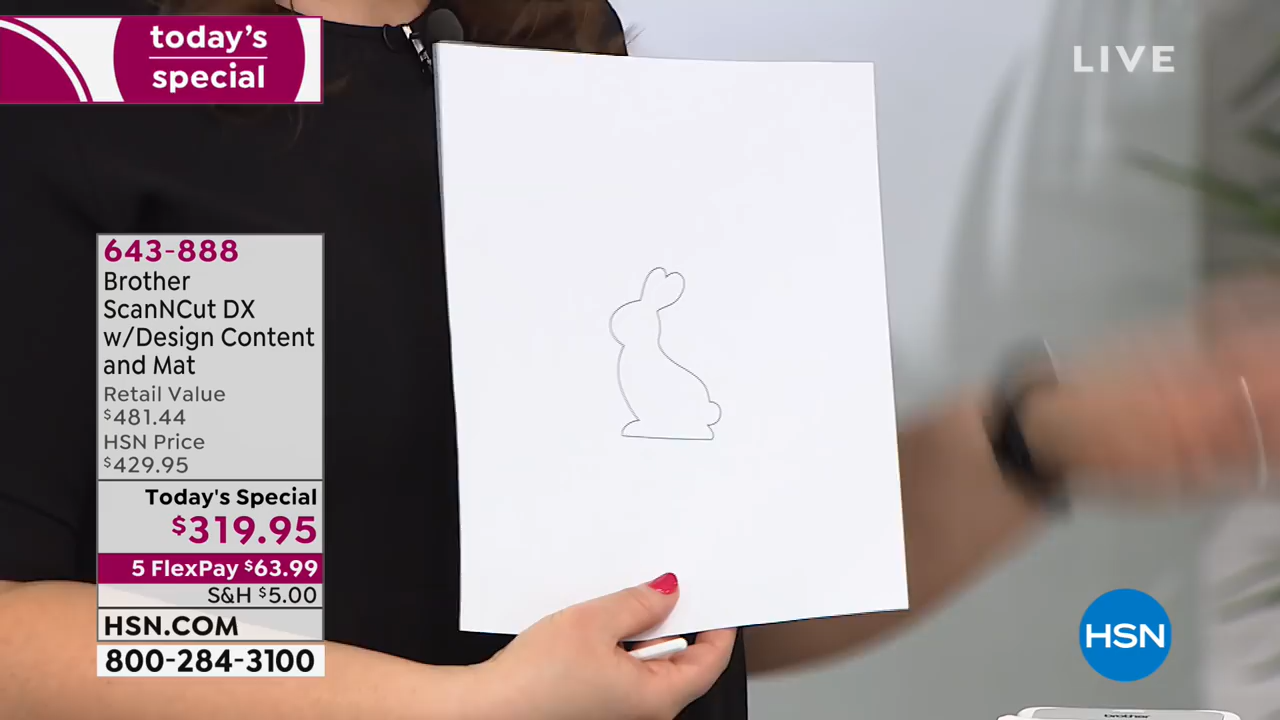 today's
special
LIVE
643-888
Brother
ScanNCut DX
w/Design Content
and Mat
Retail Value
$481.44
HSN Price
$429.95
Today's Special
$319.95
5 FlexPay $63.99
S&H $5.00
HSN.COM
800-284-3100
HSN
brother